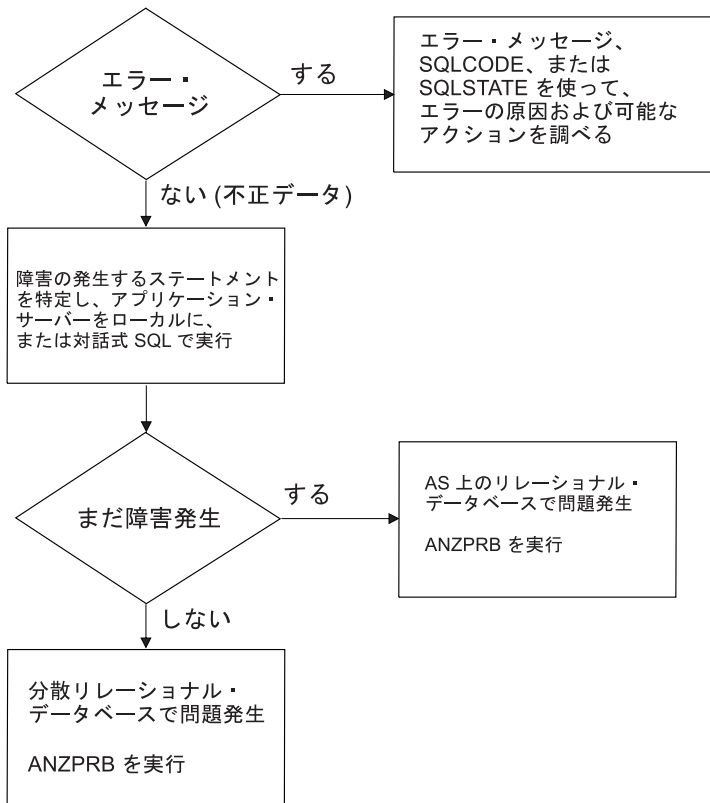 エラー・
メッセージ
する
エラー・メッセージ、
SQLCODE、または
SQLSTATE を使って、
エラーの原因および可能な
アクションを調べる
ない (不正データ)
障害の発生するステートメント
を特定し、アプリケーション・
サーバーをローカルに、
または対話式 SQL で実行
まだ障害発生
する
AS 上のリレーショナル・
データベースで問題発生
ANZPRB を実行
しない
分散リレーショナル・
データベースで問題発生
ANZPRB を実行